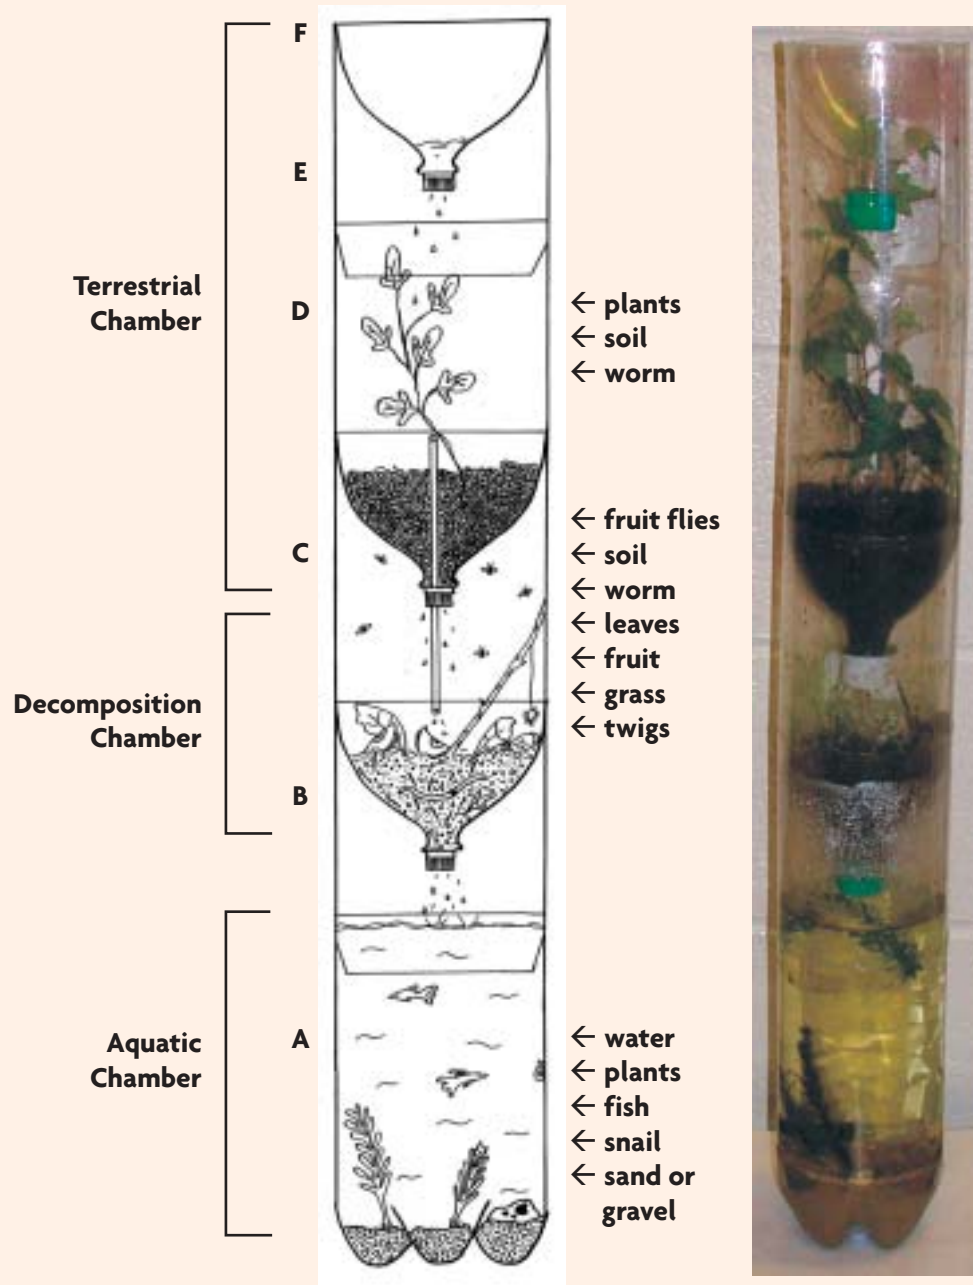 F
E
Terrestrial
Chamber
D
← plants
← soil
← worm
← fruit flies
C
← soil
← worm
← leaves
← fruit
Decomposition
Chamber
← grass
← twigs
B
Aquatic
Chamber
A
← water
← plants
← fish
← snail
← sand or
gravel